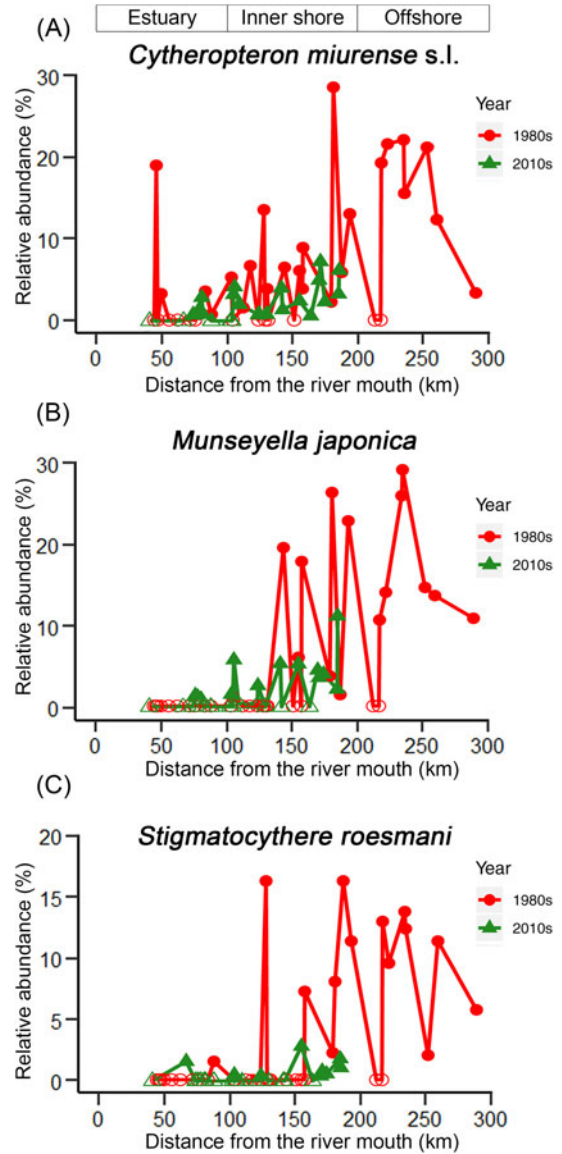 Estuary Inner shore Offshore
(A)
Cytheropteron miurense s.l.
Relative abundance (%)
30
20
10
0
Year
1980s
2010s
0 50 100 150 200 250 300
Distance from the river mouth (km)
(B)
Munseyella japonica
Relative abundance (%)
30
20
10
0
Year
1980s
2010s
0 50 100 150 200 250 300
Distance from the river mouth (km)
(C)
Stigmatocythere roesmani
Relative abundance (%)
20
15
10
5
0
Year
1980s
2010s
0 50 100 150 200 250 300
Distance from the river mouth (km)